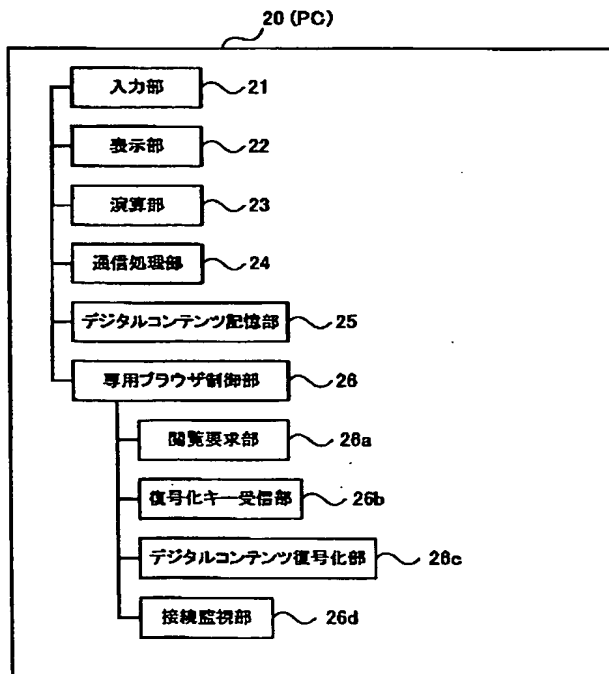 20 (PC)
入力部 21
表示部 22
演算部 23
通信処理部 24
デジタルコンテンツ記憶部 25
専用ブラウザ制御部 26
閲覧要求部 26a
復号化キー受信部 26b
デジタルコンテンツ復号化部 26c
接続監視部 26d